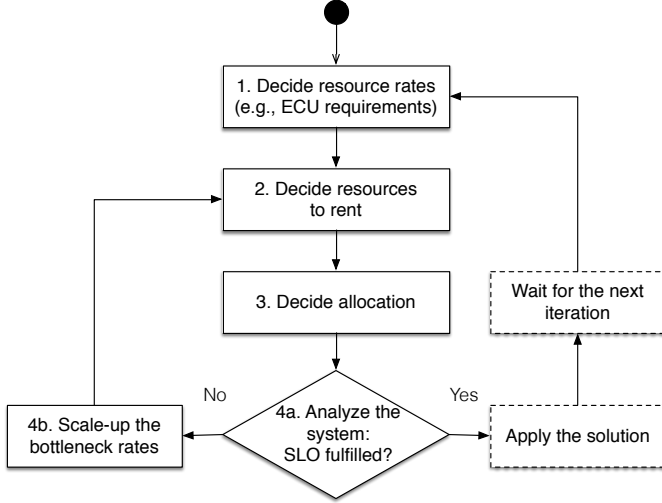 1. Decide resource rates
(e.g., ECU requirements)
2. Decide resources
to rent
3. Decide allocation
Wait for the next
iteration
No
4a. Analyze the
system:
SLO fulfilled?
Yes
4b. Scale-up the
bottleneck rates
Apply the solution